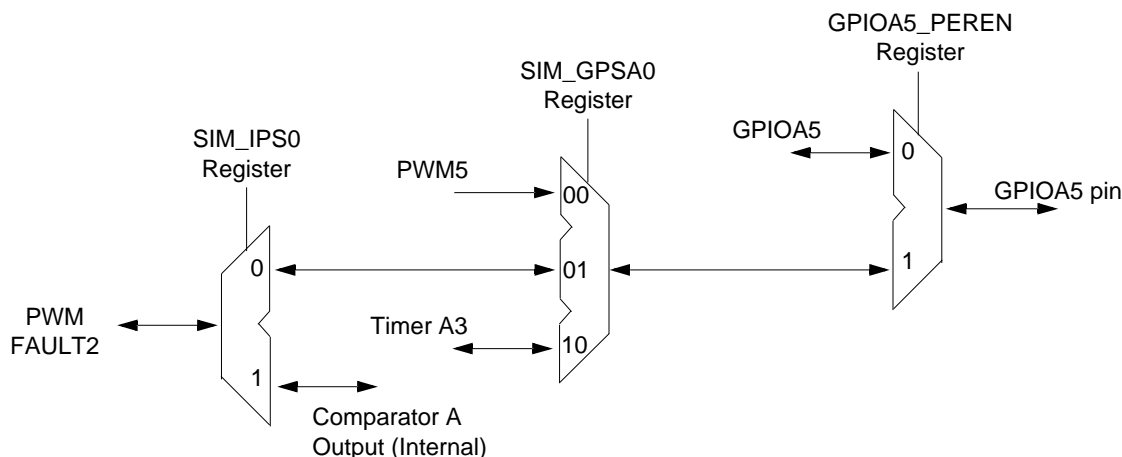 GPIOA5_PEREN
Register
SIM_GPSA0
Register
SIM_IPS0
Register
GPIOA5
0
PWM5
00
GPIOA5 pin
0
01
1
PWM
FAULT2
Timer A3
10
1
Comparator A
Output (Internal)